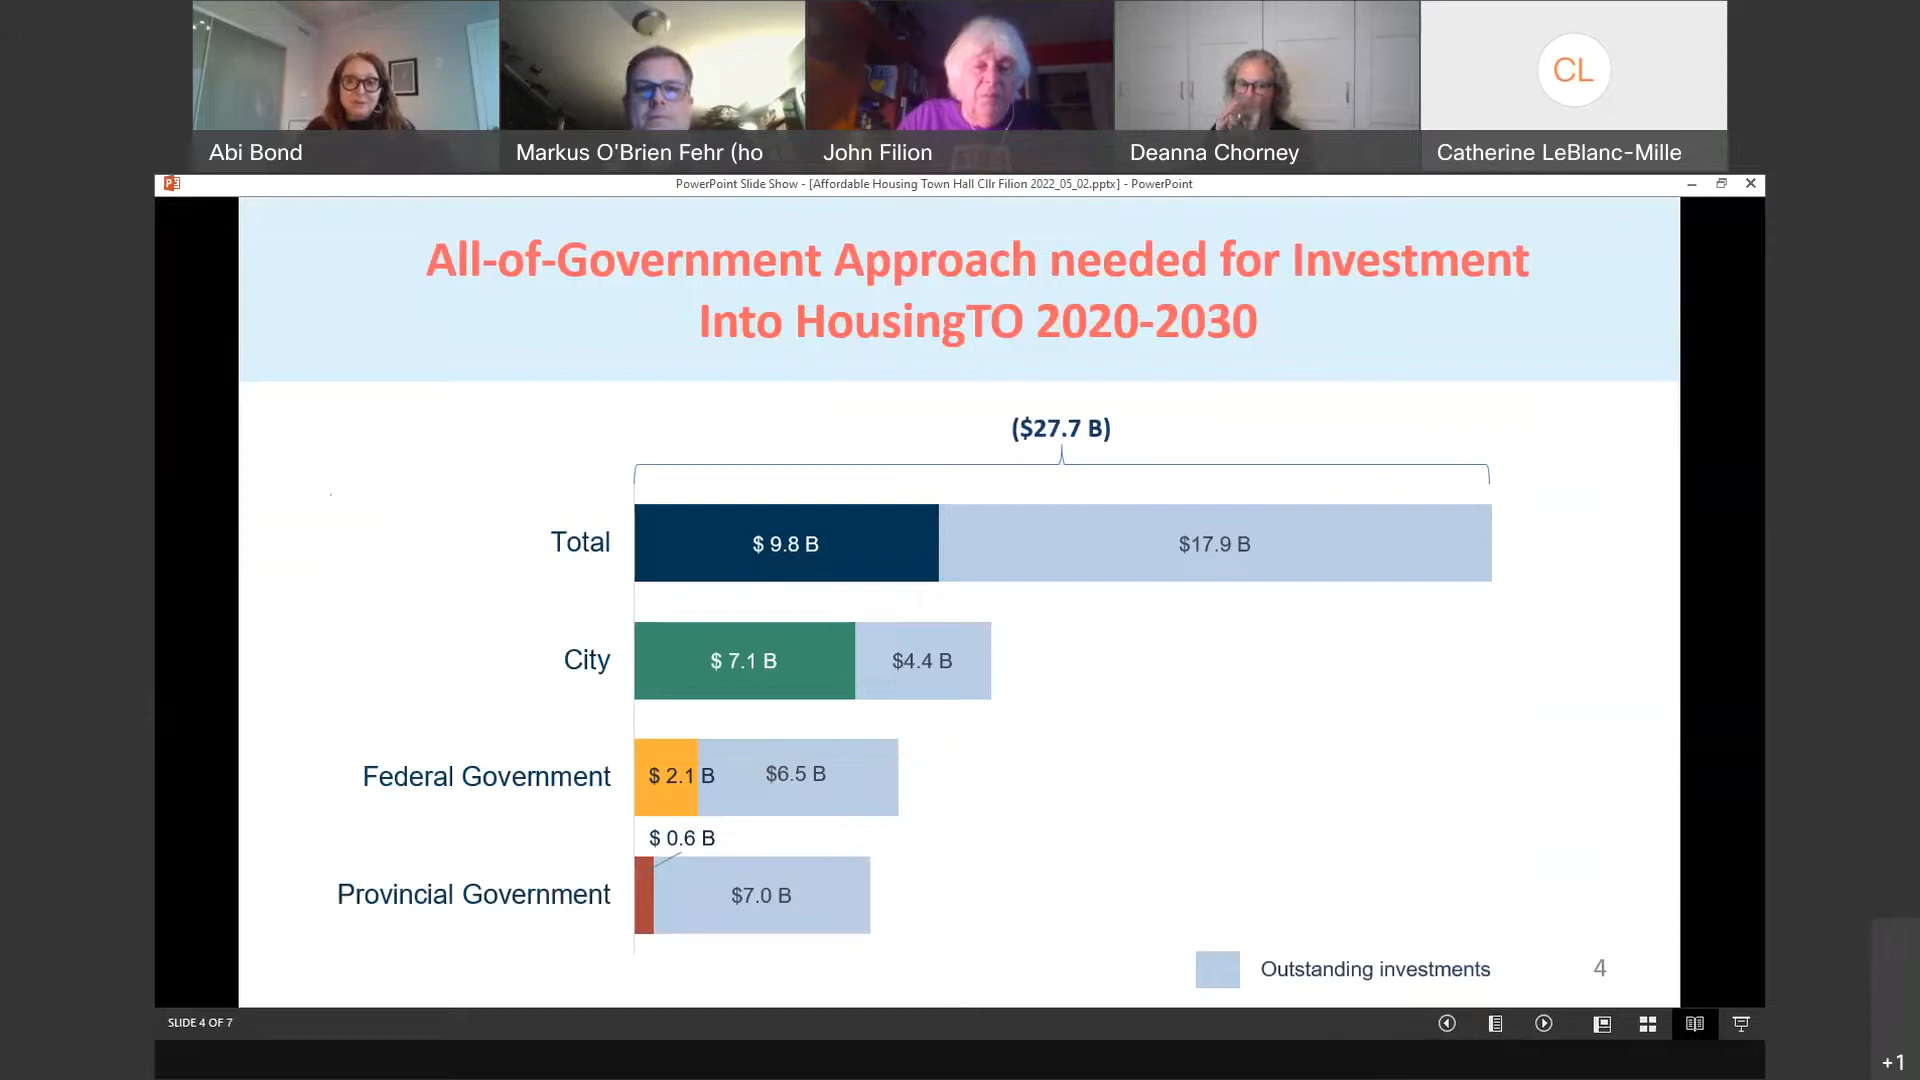 CL
Abi Bond
Markus O'Brien Fehr (ho
John Filion
Deanna Chorney
Catherine LeBlanc-Mille
PowerPoint Slide Show - [Affordable Housing Town Hall Cllr Filion 2022_05_02.pptx] - PowerPoint
All-of-Government Approach needed for Investment
Into HousingTO 2020-2030
($27.7 B)
Total
$ 9.8 B
$17.9 B
City
$ 7.1 B
$4.4 B
Federal Government
$ 2.1 B
$6.5 B
$ 0.6 B
Provincial Government
$7.0 B
Outstanding investments
4
SLIDE 4 OF 7
+1